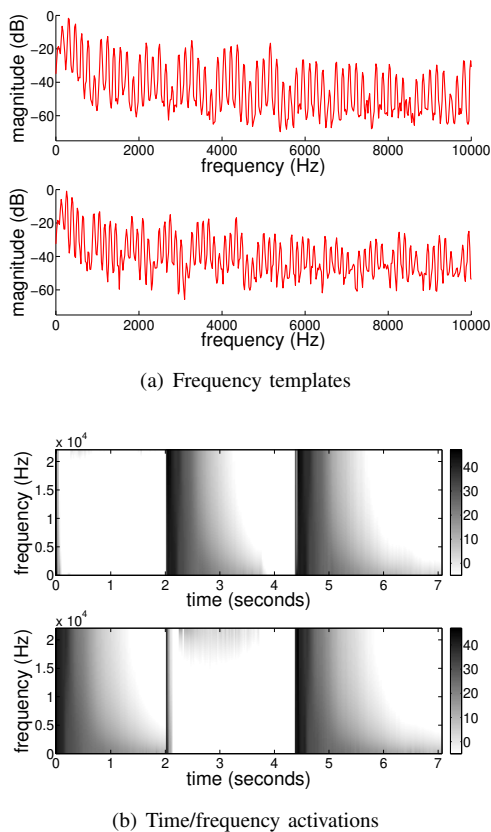 0
−20
−40
−60
magnitude (dB)
0 2000 4000 6000 8000 10000
frequency (Hz)
0
−20
−40
−60
magnitude (dB)
0 2000 4000 6000 8000 10000
frequency (Hz)
(a) Frequency templates
x 10^4
2
1.5
1
0.5
0
frequency (Hz)
0 1 2 3 4 5 6 7
time (seconds)
40
30
20
10
0
x 10^4
2
1.5
1
0.5
0
frequency (Hz)
0 1 2 3 4 5 6 7
time (seconds)
40
30
20
10
0
(b) Time/frequency activations